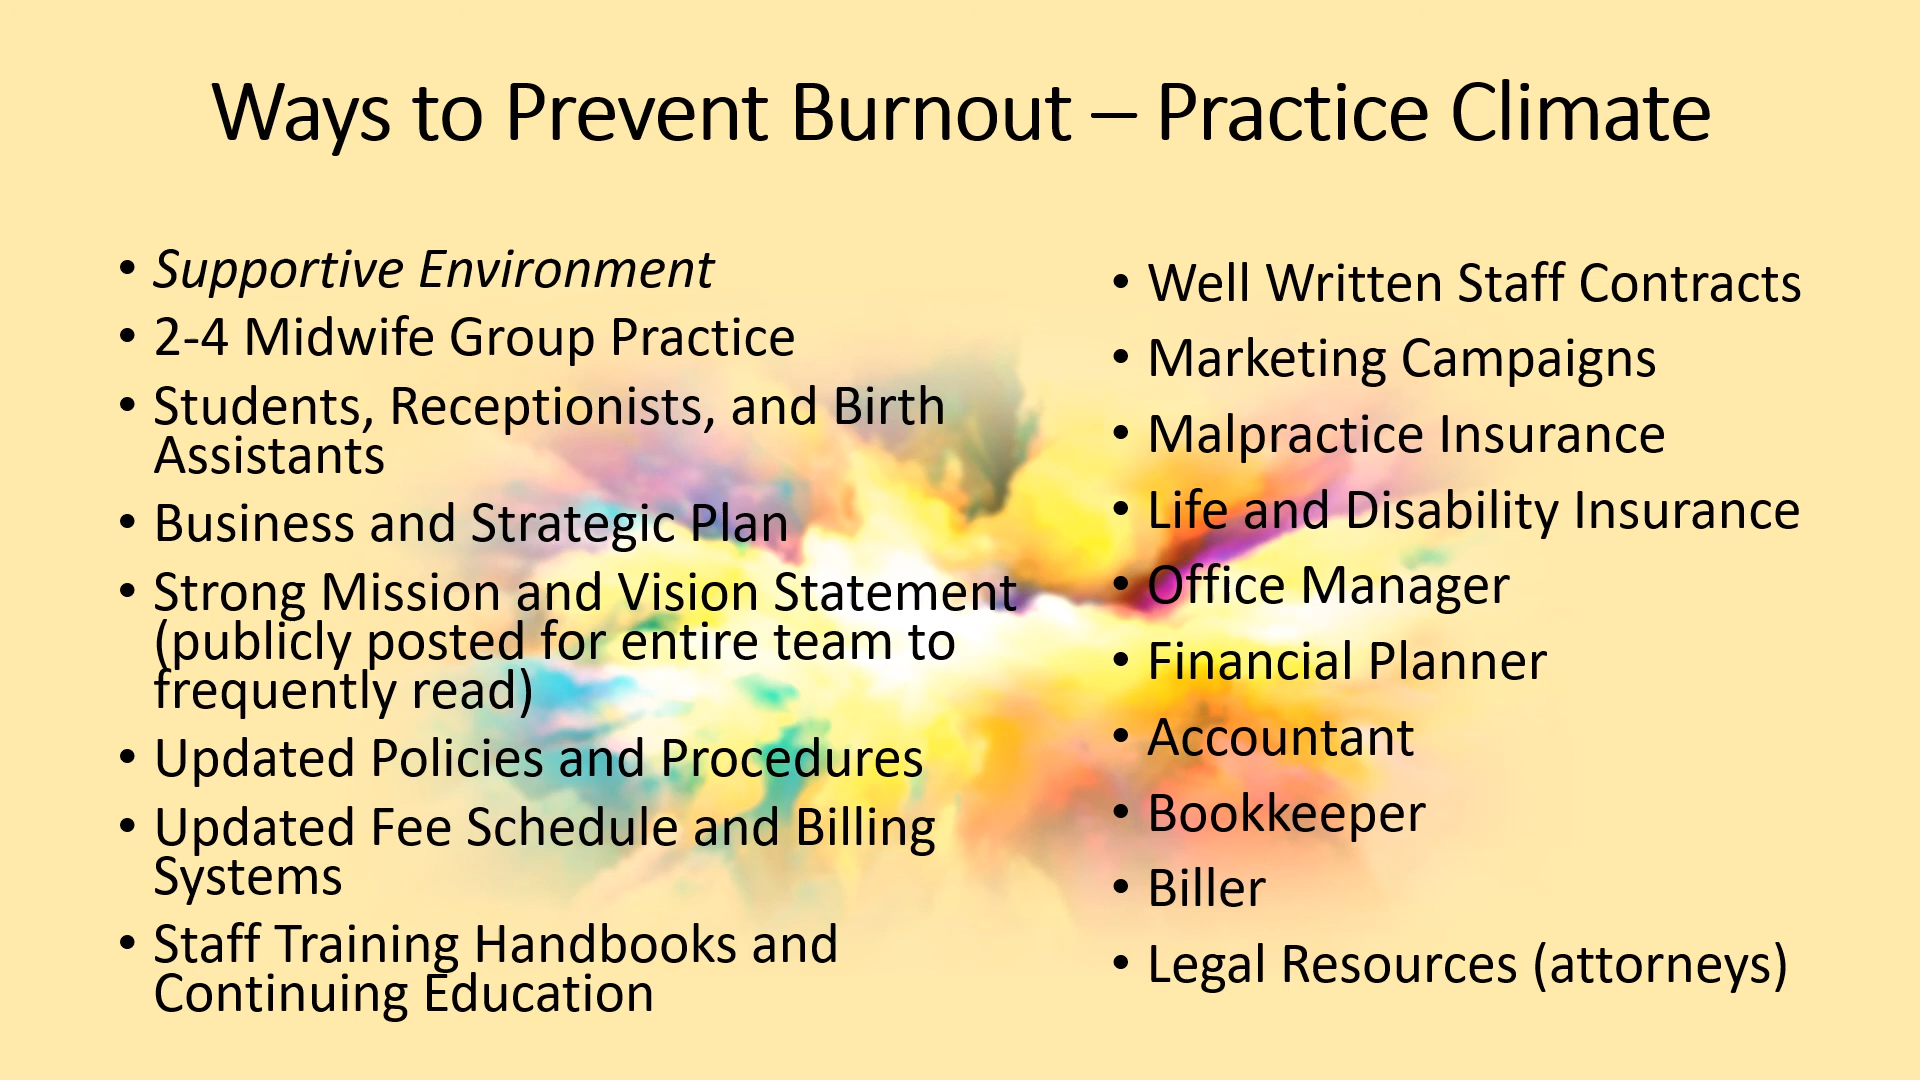 Ways to Prevent Burnout – Practice Climate
• Supportive Environment
• 2-4 Midwife Group Practice
• Students, Receptionists, and Birth
Assistants
• Business and Strategic Plan
• Strong Mission and Vision Statement
(publicly posted for entire team to
frequently read)
• Updated Policies and Procedures
• Updated Fee Schedule and Billing
Systems
• Staff Training Handbooks and
Continuing Education
• Well Written Staff Contracts
• Marketing Campaigns
• Malpractice Insurance
• Life and Disability Insurance
• Office Manager
• Financial Planner
• Accountant
• Bookkeeper
• Biller
• Legal Resources (attorneys)